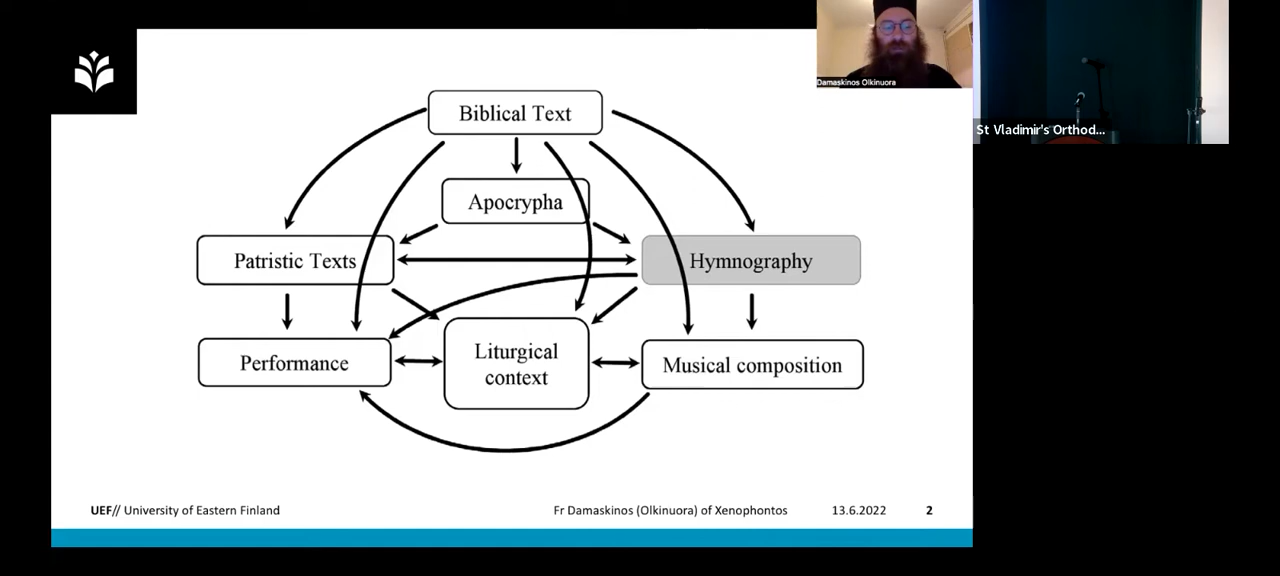 Damaskinos Olkinuora
St Vladimir's Orthod...
Biblical Text
Apocrypha
Patristic Texts
Hymnography
Performance
Liturgical
context
Musical composition
UEF// University of Eastern Finland
Fr Damaskinos (Olkinuora) of Xenophontos
13.6.2022
2